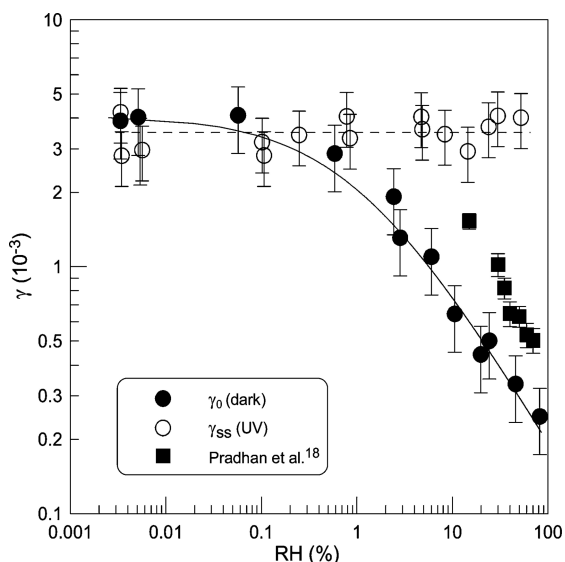 10
5
3
2
1
0.5
0.3
0.2
0.1
γ (10⁻³)
γ₀ (dark)
γss (UV)
Pradhan et al.¹⁸
0.001 0.01 0.1 1 10 100
RH (%)